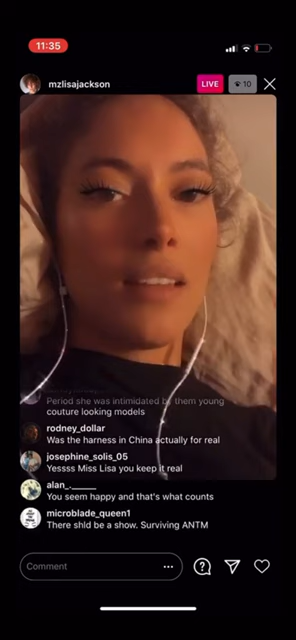 11:35
mzlisajackson
LIVE
10
Period she was intimidated by them young
couture looking models
rodney_dollar
Was the harness in China actually for real
josephine_solis_05
Yessss Miss Lisa you keep it real
alan_.______
You seem happy and that's what counts
microblade_queen1
There shld be a show. Surviving ANTM
Comment